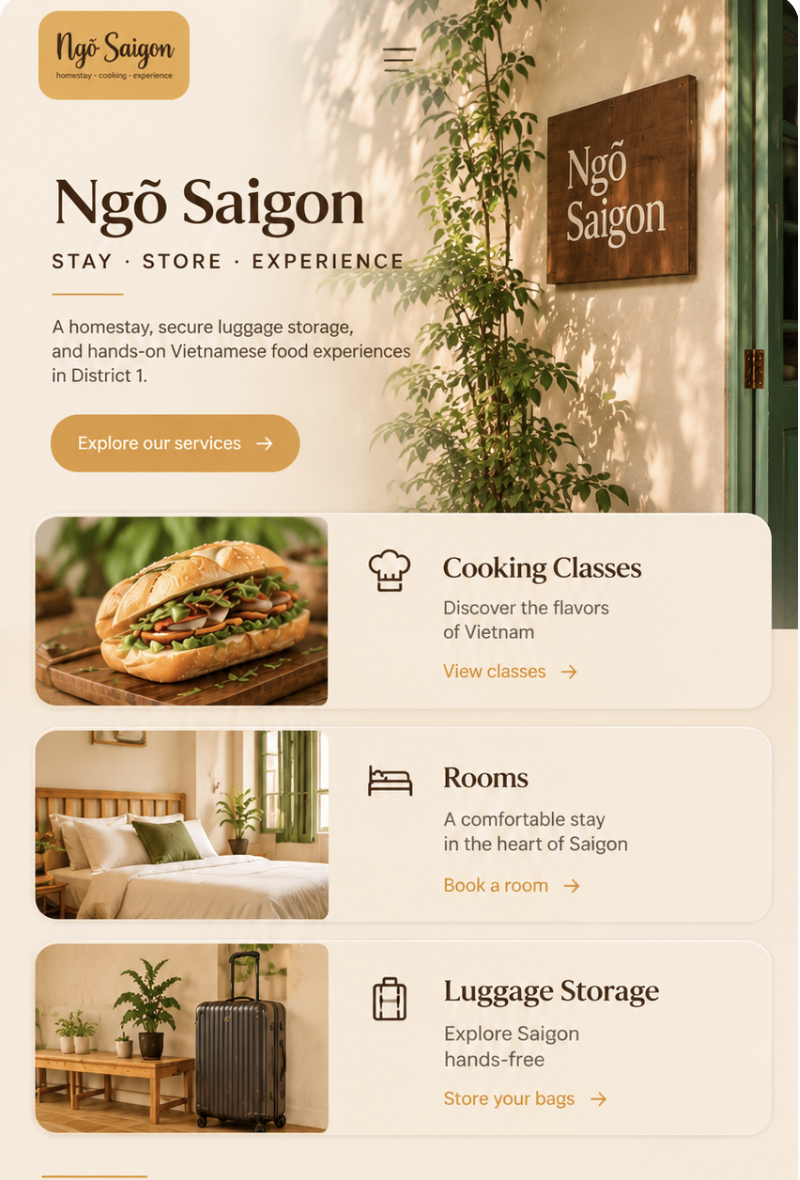 Ngõ Saigon
homestay · cooking · experience
Ngõ
Saigon
Ngõ Saigon
STAY · STORE · EXPERIENCE
A homestay, secure luggage storage,
and hands-on Vietnamese food experiences
in District 1.
Explore our services →
Cooking Classes
Discover the flavors
of Vietnam
View classes →
Rooms
A comfortable stay
in the heart of Saigon
Book a room →
Luggage Storage
Explore Saigon
hands-free
Store your bags →